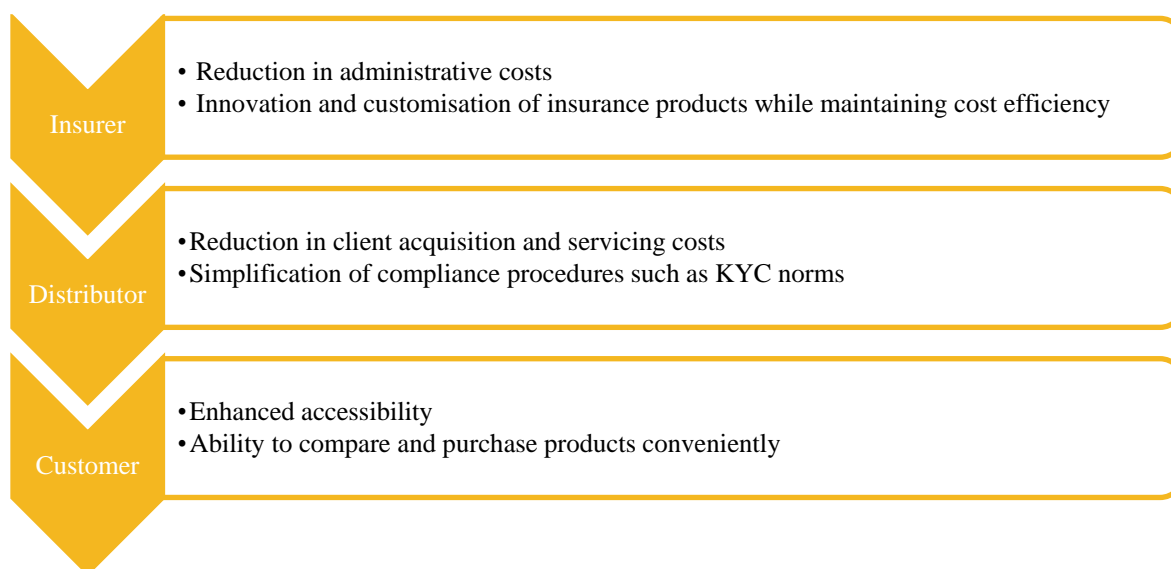 Insurer
• Reduction in administrative costs
• Innovation and customisation of insurance products while maintaining cost efficiency
Distributor
•Reduction in client acquisition and servicing costs
•Simplification of compliance procedures such as KYC norms
Customer
•Enhanced accessibility
•Ability to compare and purchase products conveniently